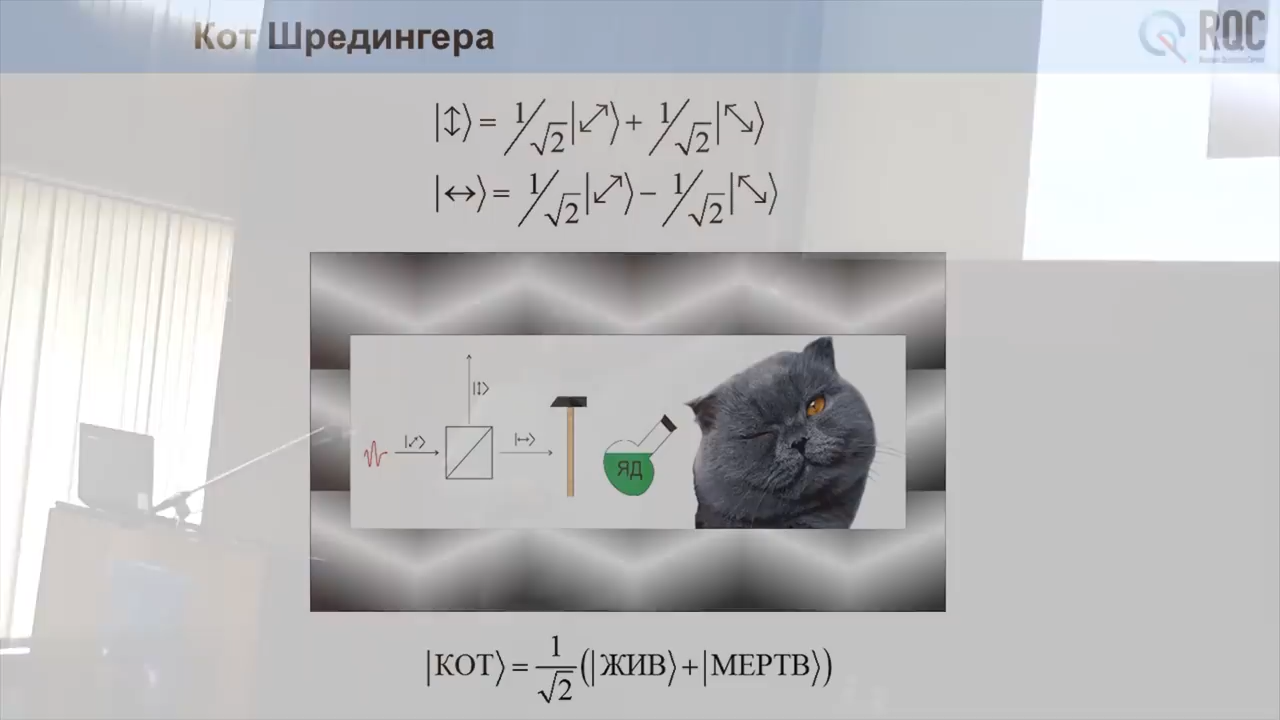 Кот Шредингера
RQC
|↕⟩ = 1/√2|⤢⟩ + 1/√2|⤡⟩
|↔⟩ = 1/√2|⤢⟩ − 1/√2|⤡⟩
|↕⟩
|⤢⟩
|↔⟩
ЯД
|КОТ⟩ = 1/√2 (|ЖИВ⟩+|МЕРТВ⟩)